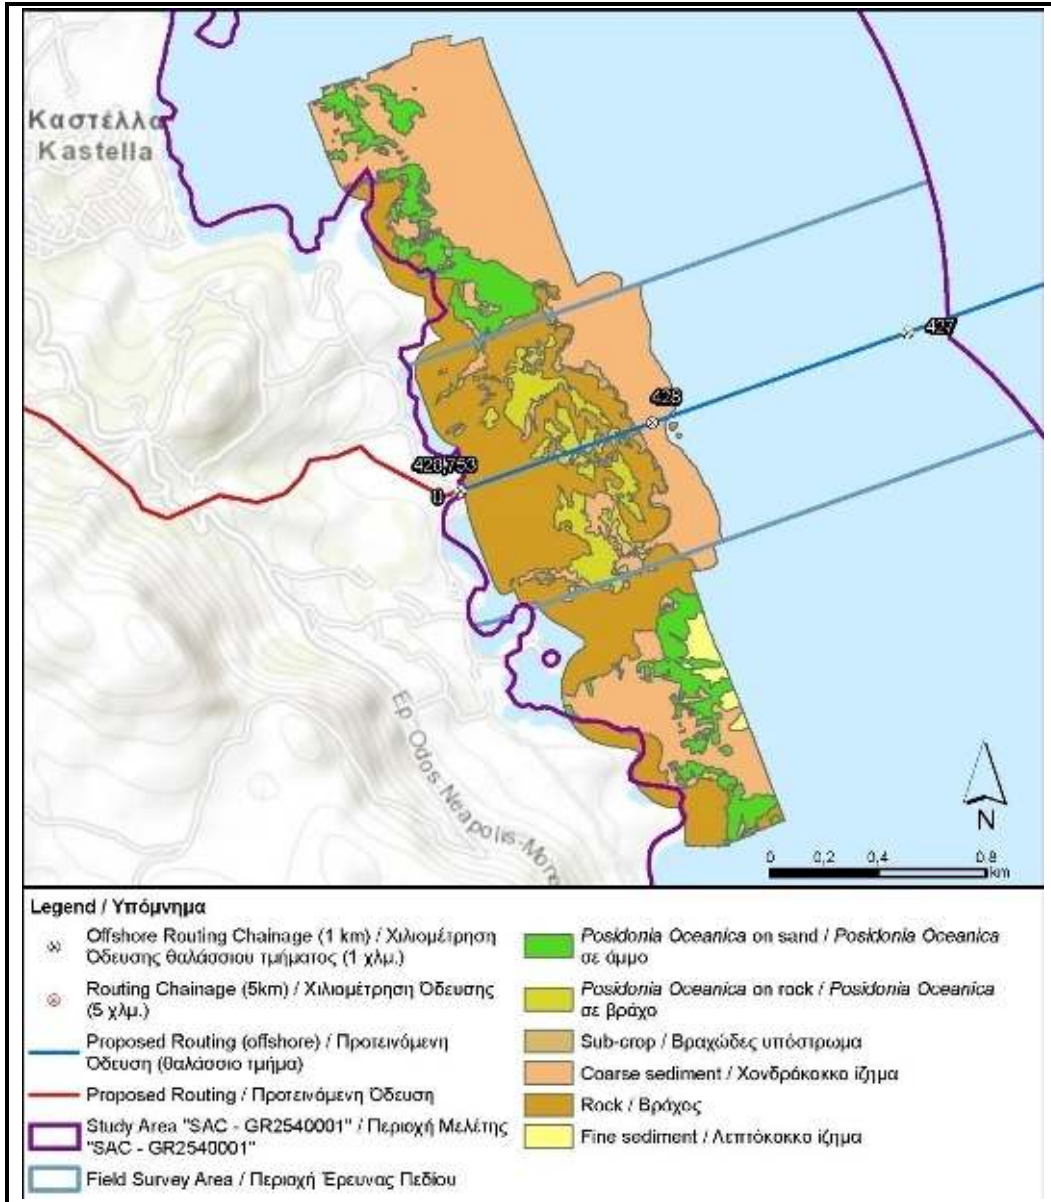 Καστέλλα
Kastella
427
428
428,753
0
Ep. Odos Neapolis-Mone
N
0 0,2 0,4 0,8
km
Legend / Υπόμνημα
Offshore Routing Chainage (1 km) / Χιλιομέτρηση
Όδευσης θαλάσσιου τμήματος (1 χλμ.)
Routing Chainage (5km) / Χιλιομέτρηση Όδευσης
(5 χλμ.)
Proposed Routing (offshore) / Προτεινόμενη
Όδευση (θαλάσσιο τμήμα)
Proposed Routing / Προτεινόμενη Όδευση
Study Area "SAC - GR2540001" / Περιοχή Μελέτης
"SAC - GR2540001"
Field Survey Area / Περιοχή Έρευνας Πεδίου
Posidonia Oceanica on sand / Posidonia Oceanica
σε άμμο
Posidonia Oceanica on rock / Posidonia Oceanica
σε βράχο
Sub-crop / Βραχώδες υπόστρωμα
Coarse sediment / Χονδρόκοκκο ίζημα
Rock / Βράχος
Fine sediment / Λεπτόκοκκο ίζημα